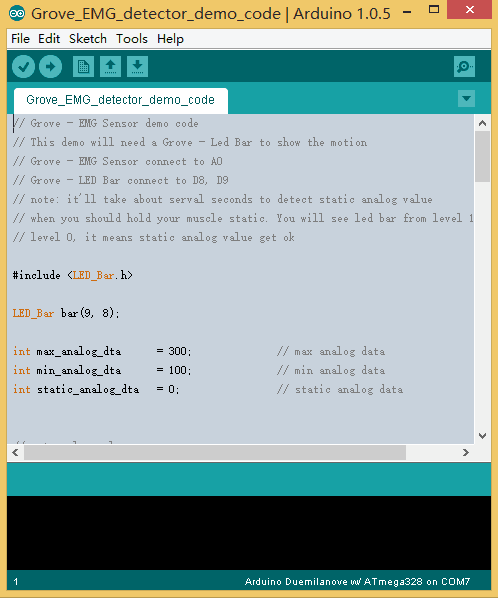 Grove_EMG_detector_demo_code | Arduino 1.0.5
File Edit Sketch Tools Help
Grove_EMG_detector_demo_code
// Grove - EMG Sensor demo code
// This demo will need a Grove - Led Bar to show the motion
// Grove - EMG Sensor connect to A0
// Grove - LED Bar connect to D8, D9
// note: it'll take about serval seconds to detect static analog value
// when you should hold your muscle static. You will see led bar from level 1
// level 0, it means static analog value get ok
#include <LED_Bar.h>
LED_Bar bar(9, 8);
int max_analog_dta = 300; // max analog data
int min_analog_dta = 100; // min analog data
int static_analog_dta = 0; // static analog data
1 Arduino Duemilanove w/ ATmega328 on COM7